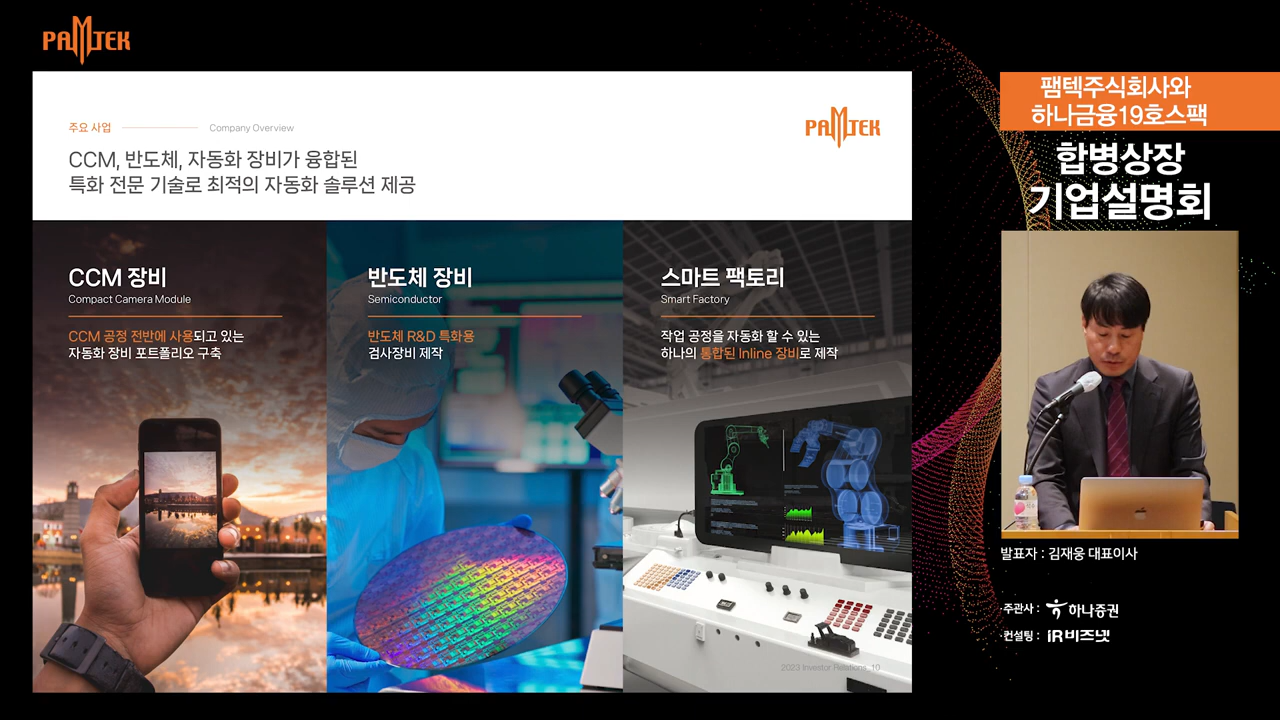 PAMTEK
주요 사업
Company Overview
PAMTEK
CCM, 반도체, 자동화 장비가 융합된
특화 전문 기술로 최적의 자동화 솔루션 제공
CCM 장비
Compact Camera Module
CCM 공정 전반에 사용되고 있는
자동화 장비 포트폴리오 구축
반도체 장비
Semiconductor
반도체 R&D 특화용
검사장비 제작
스마트 팩토리
Smart Factory
작업 공정을 자동화 할 수 있는
하나의 통합된 Inline 장비로 제작
2023 Investor Relations_10
팸텍주식회사와
하나금융19호스팩
합병상장
기업설명회
발표자 : 김재웅 대표이사
주관사 : 하나증권
컨설팅 : iR비즈넷